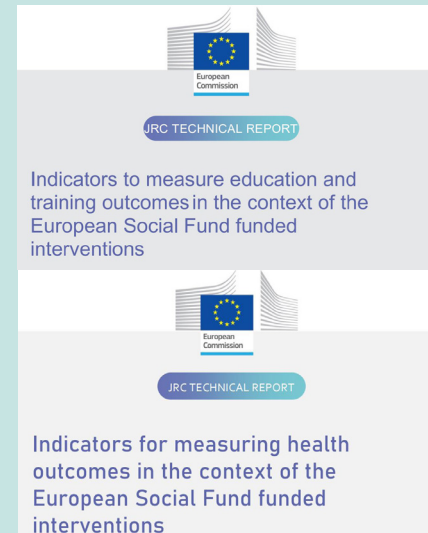 European
Commission
JRC TECHNICAL REPORT
Indicators to measure education and
training outcomes in the context of the
European Social Fund funded
interventions
European
Commission
JRC TECHNICAL REPORT
Indicators for measuring health
outcomes in the context of the
European Social Fund funded
interventions